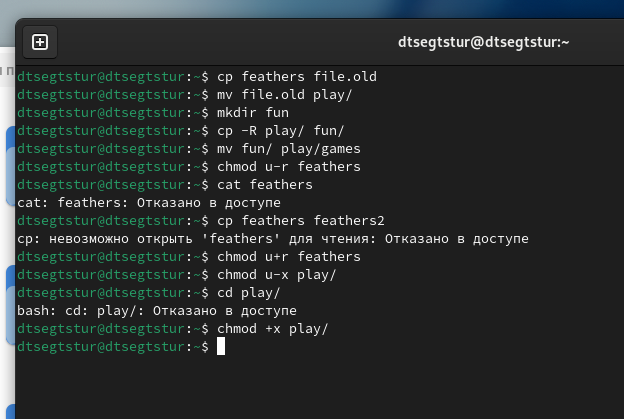 dtsegtstur@dtsegtstur:~
dtsegtstur@dtsegtstur:~$ cp feathers file.old
dtsegtstur@dtsegtstur:~$ mv file.old play/
dtsegtstur@dtsegtstur:~$ mkdir fun
dtsegtstur@dtsegtstur:~$ cp -R play/ fun/
dtsegtstur@dtsegtstur:~$ mv fun/ play/games
dtsegtstur@dtsegtstur:~$ chmod u-r feathers
dtsegtstur@dtsegtstur:~$ cat feathers
cat: feathers: Отказано в доступе
dtsegtstur@dtsegtstur:~$ cp feathers feathers2
cp: невозможно открыть 'feathers' для чтения: Отказано в доступе
dtsegtstur@dtsegtstur:~$ chmod u+r feathers
dtsegtstur@dtsegtstur:~$ chmod u-x play/
dtsegtstur@dtsegtstur:~$ cd play/
bash: cd: play/: Отказано в доступе
dtsegtstur@dtsegtstur:~$ chmod +x play/
dtsegtstur@dtsegtstur:~$